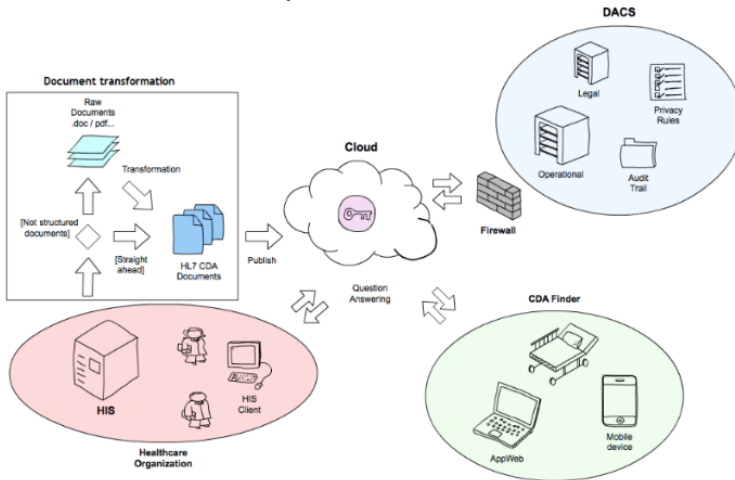 DACS
Legal
Privacy
Rules
Operational
Audit
Trail
Document transformation
Raw
Documents
.doc / pdf...
Transformation
[Not structured
documents]
[Straight
ahead]
HL7 CDA
Documents
Publish
Cloud
Firewall
Question
Answering
CDA Finder
AppWeb
Mobile
device
HIS
HIS
Client
Healthcare
Organization